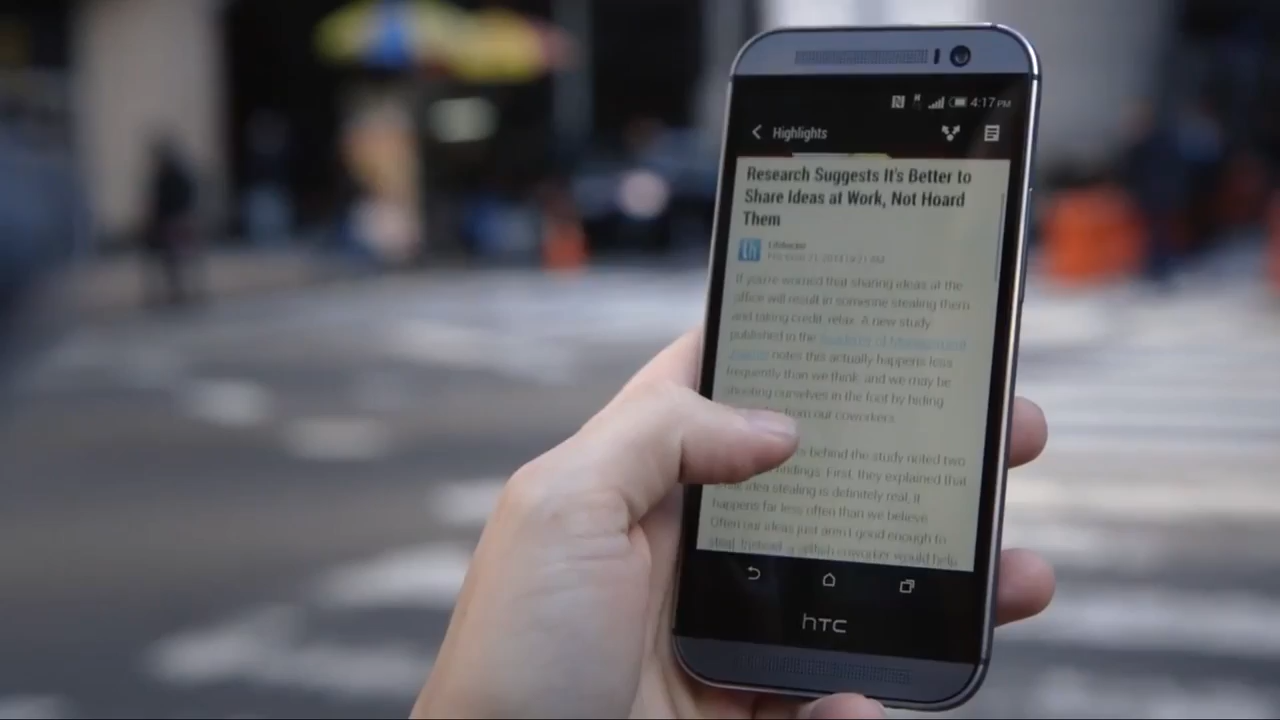 4:17 PM
Highlights
Research Suggests It's Better to
Share Ideas at Work, Not Hoard
Them
lh Lifehacker
If you're worried that sharing ideas at the
office will result in someone stealing them
and taking credit, relax. A new study
published in the of Management
notes this actually happens less
frequently than we think, and we may be
shooting ourselves in the foot by hiding
from our coworkers.
behind the study noted two
findings. First, they explained that
idea stealing is definitely real, it
happens far less often than we believe.
Often our ideas just aren't good enough to
steal. Instead, a selfish coworker would help
hTC